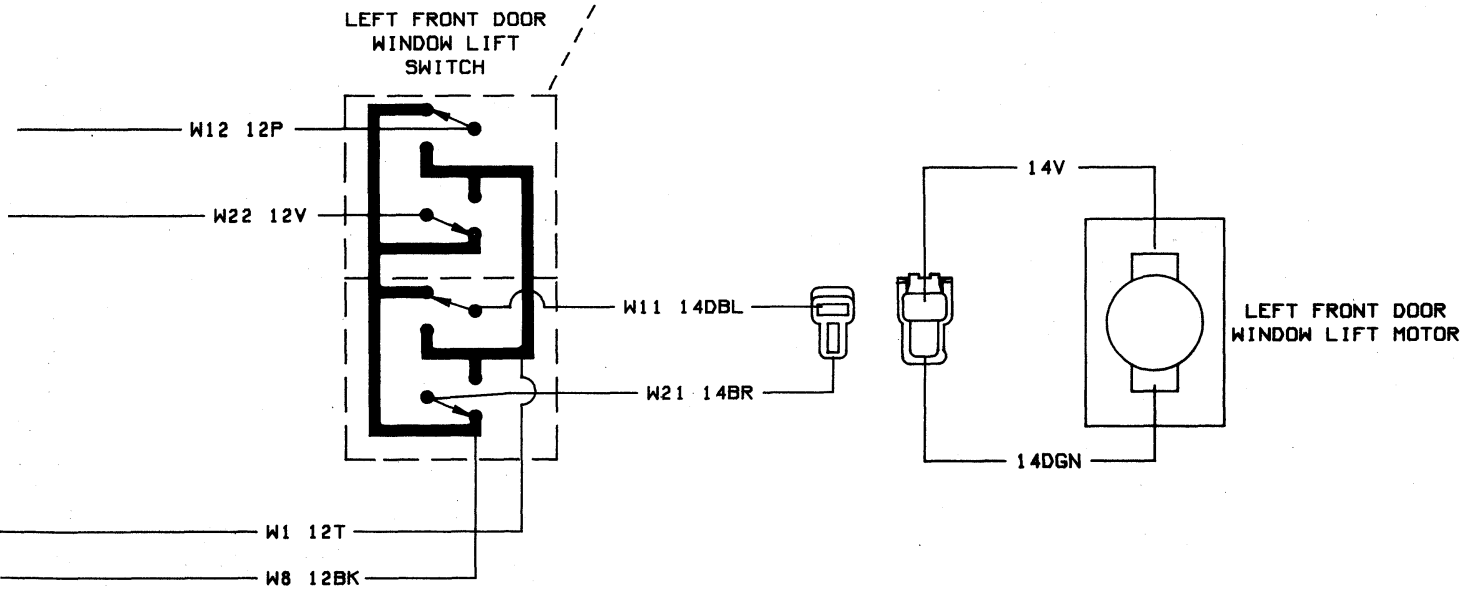 LEFT FRONT DOOR
WINDOW LIFT
SWITCH
W12 12P
14V
W22 12V
W11 14DBL
LEFT FRONT DOOR
WINDOW LIFT MOTOR
W21 14BR
14DGN
W1 12T
W8 12BK